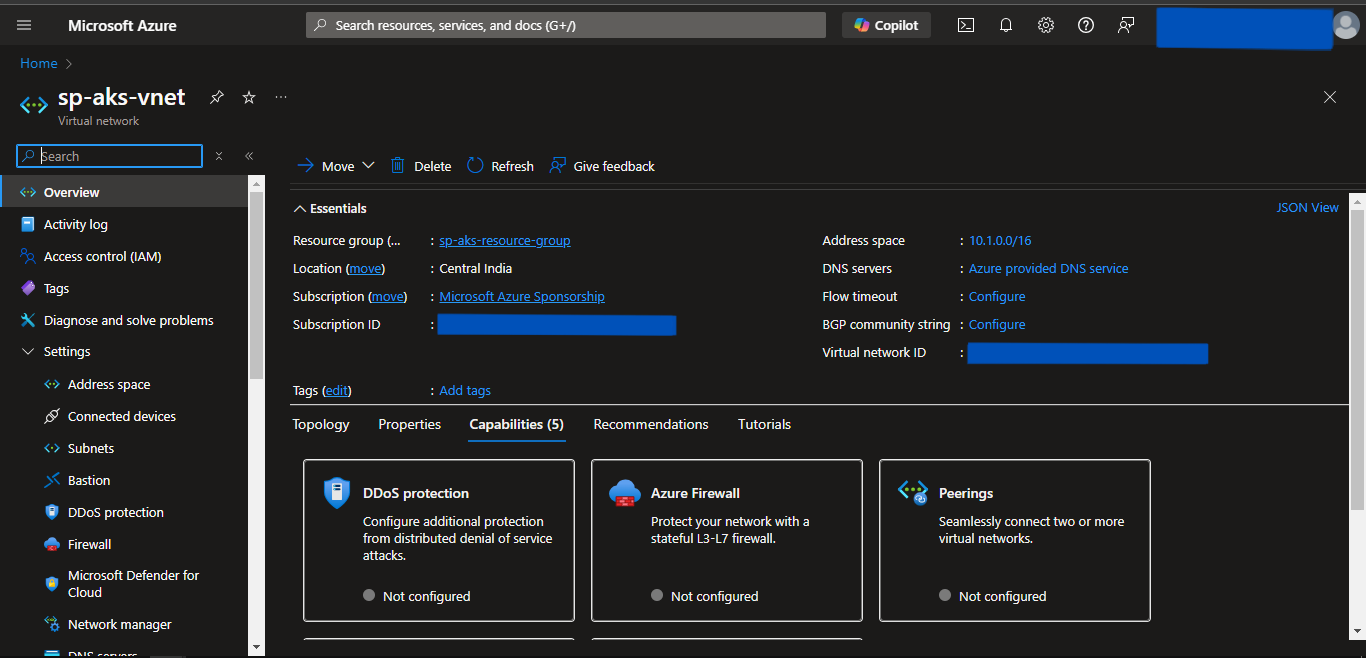 Microsoft Azure
Search resources, services, and docs (G+/)
Copilot
Home
sp-aks-vnet
Virtual network
Search
Move
Delete
Refresh
Give feedback
Overview
Activity log
Access control (IAM)
Tags
Diagnose and solve problems
Settings
Address space
Connected devices
Subnets
Bastion
DDoS protection
Firewall
Microsoft Defender for
Cloud
Network manager
DNS servers
Essentials
JSON View
Resource group (... : sp-aks-resource-group
Location (move) : Central India
Subscription (move) : Microsoft Azure Sponsorship
Subscription ID :
Address space : 10.1.0.0/16
DNS servers : Azure provided DNS service
Flow timeout : Configure
BGP community string : Configure
Virtual network ID :
Tags (edit) : Add tags
Topology
Properties
Capabilities (5)
Recommendations
Tutorials
DDoS protection
Configure additional protection
from distributed denial of service
attacks.
Not configured
Azure Firewall
Protect your network with a
stateful L3-L7 firewall.
Not configured
Peerings
Seamlessly connect two or more
virtual networks.
Not configured